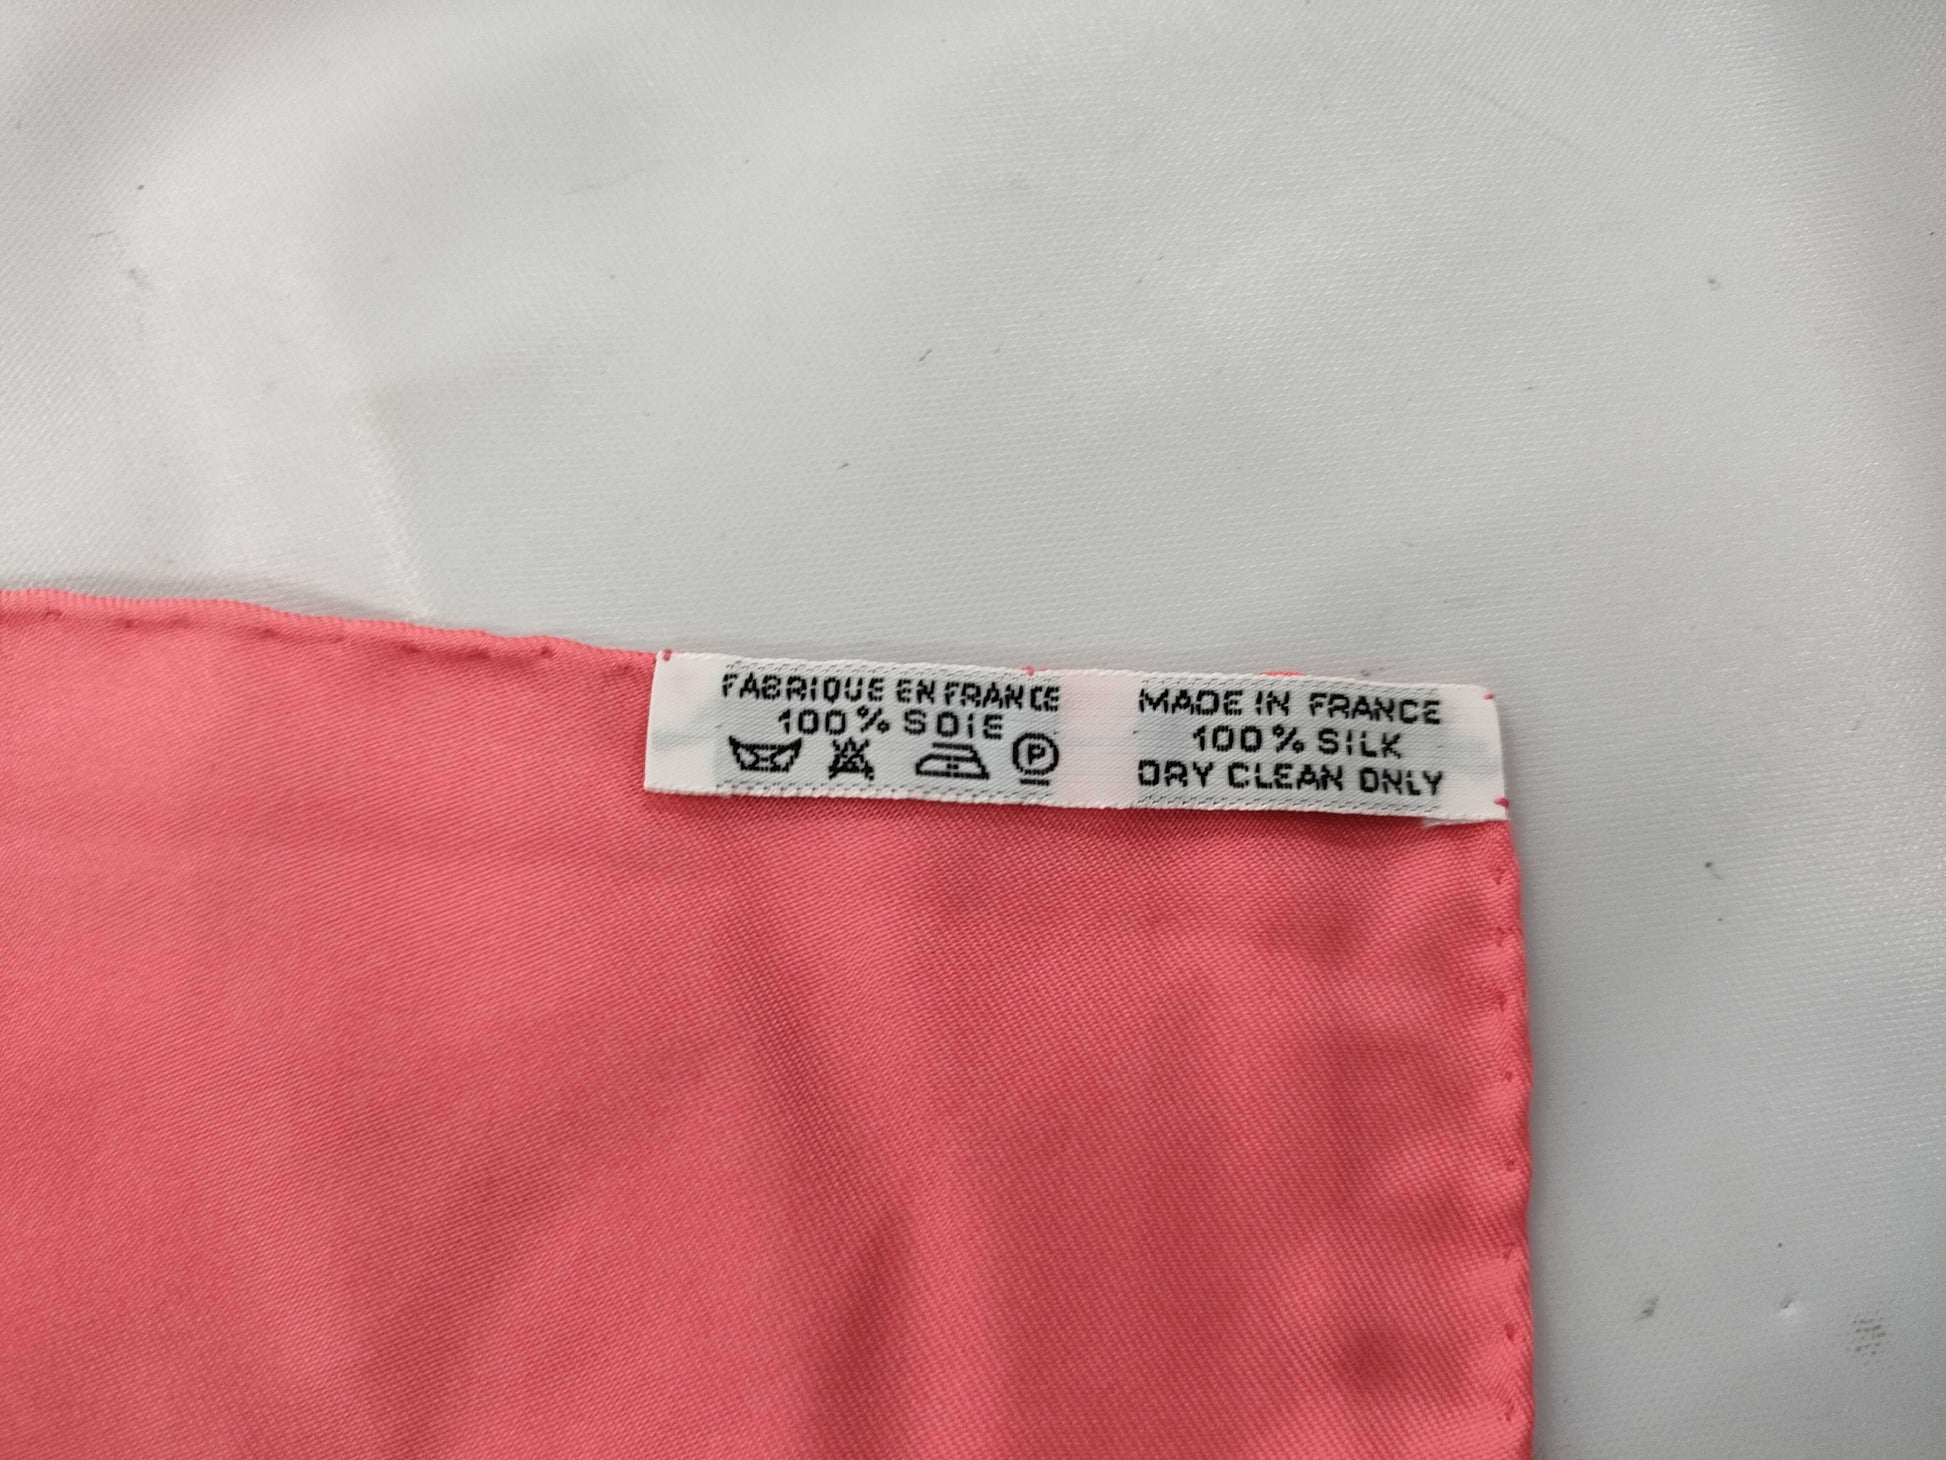 FABRIQUE EN FRANCE
100% SOIE
P
MADE IN FRANCE
100% SILK
DRY CLEAN ONLY